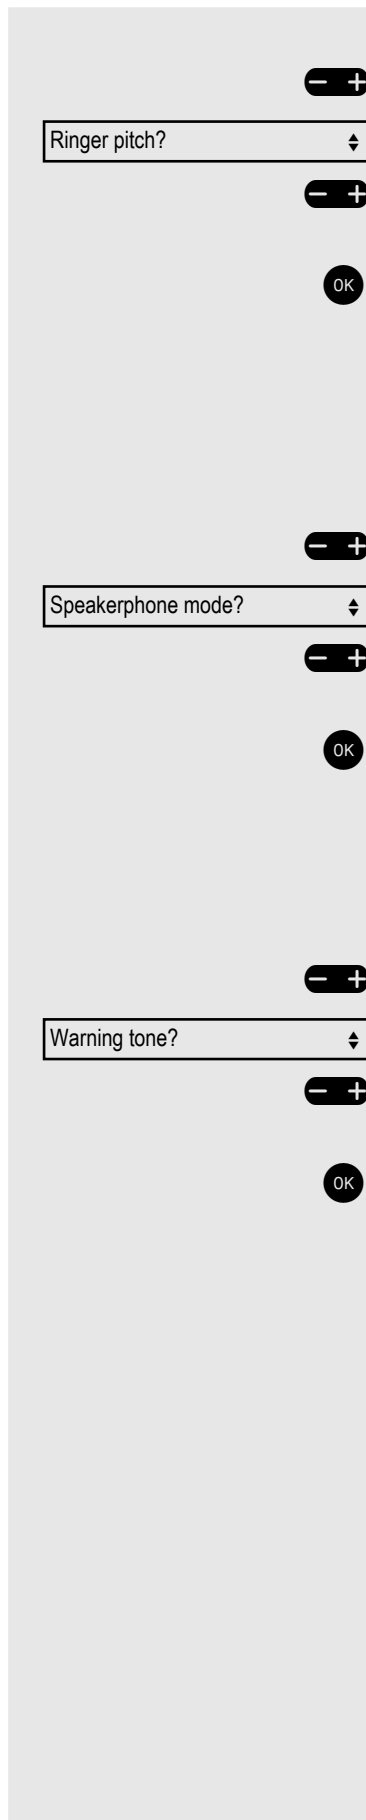 − +
Ringer pitch?
− +
OK
− +
Speakerphone mode?
− +
OK
− +
Warning tone?
− +
OK